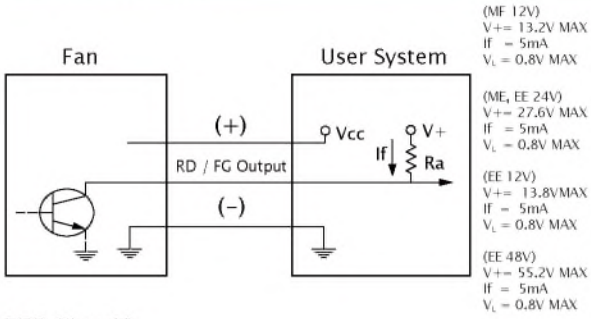 Fan
User System
(+)
RD / FG Output
(−)
Vcc
V+
If
Ra
(MF 12V)
V+= 13.2V MAX
If = 5mA
VL = 0.8V MAX
(ME, EE 24V)
V+= 27.6V MAX
If = 5mA
VL = 0.8V MAX
(EE 12V)
V+= 13.8VMAX
If = 5mA
VL = 0.8V MAX
(EE 48V)
V+= 55.2V MAX
If = 5mA
VL = 0.8V MAX